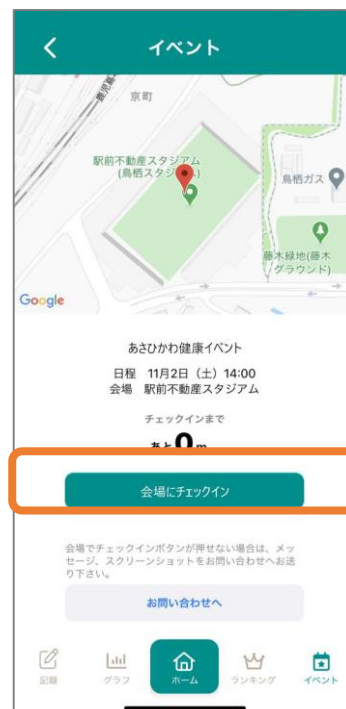 イベント
京町
鹿児島本線
駅前不動産スタジアム
(鳥栖スタジアム)
鳥栖ガス
藤木緑地(藤木
グラウンド)
Google
あさひかわ健康イベント
日程 11月2日（土）14:00
会場 駅前不動産スタジアム
チェックインまで
あと0m
会場にチェックイン
会場でチェックインボタンが押せない場合は、メッ
セージ、スクリーンショットをお問い合わせへお送
り下さい。
お問い合わせへ
記録
グラフ
ホーム
ランキング
イベント